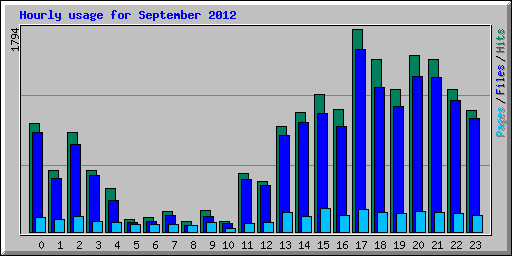 Hourly usage for September 2012
1794
Pages / Files / Hits
0 1 2 3 4 5 6 7 8 9 10 11 12 13 14 15 16 17 18 19 20 21 22 23